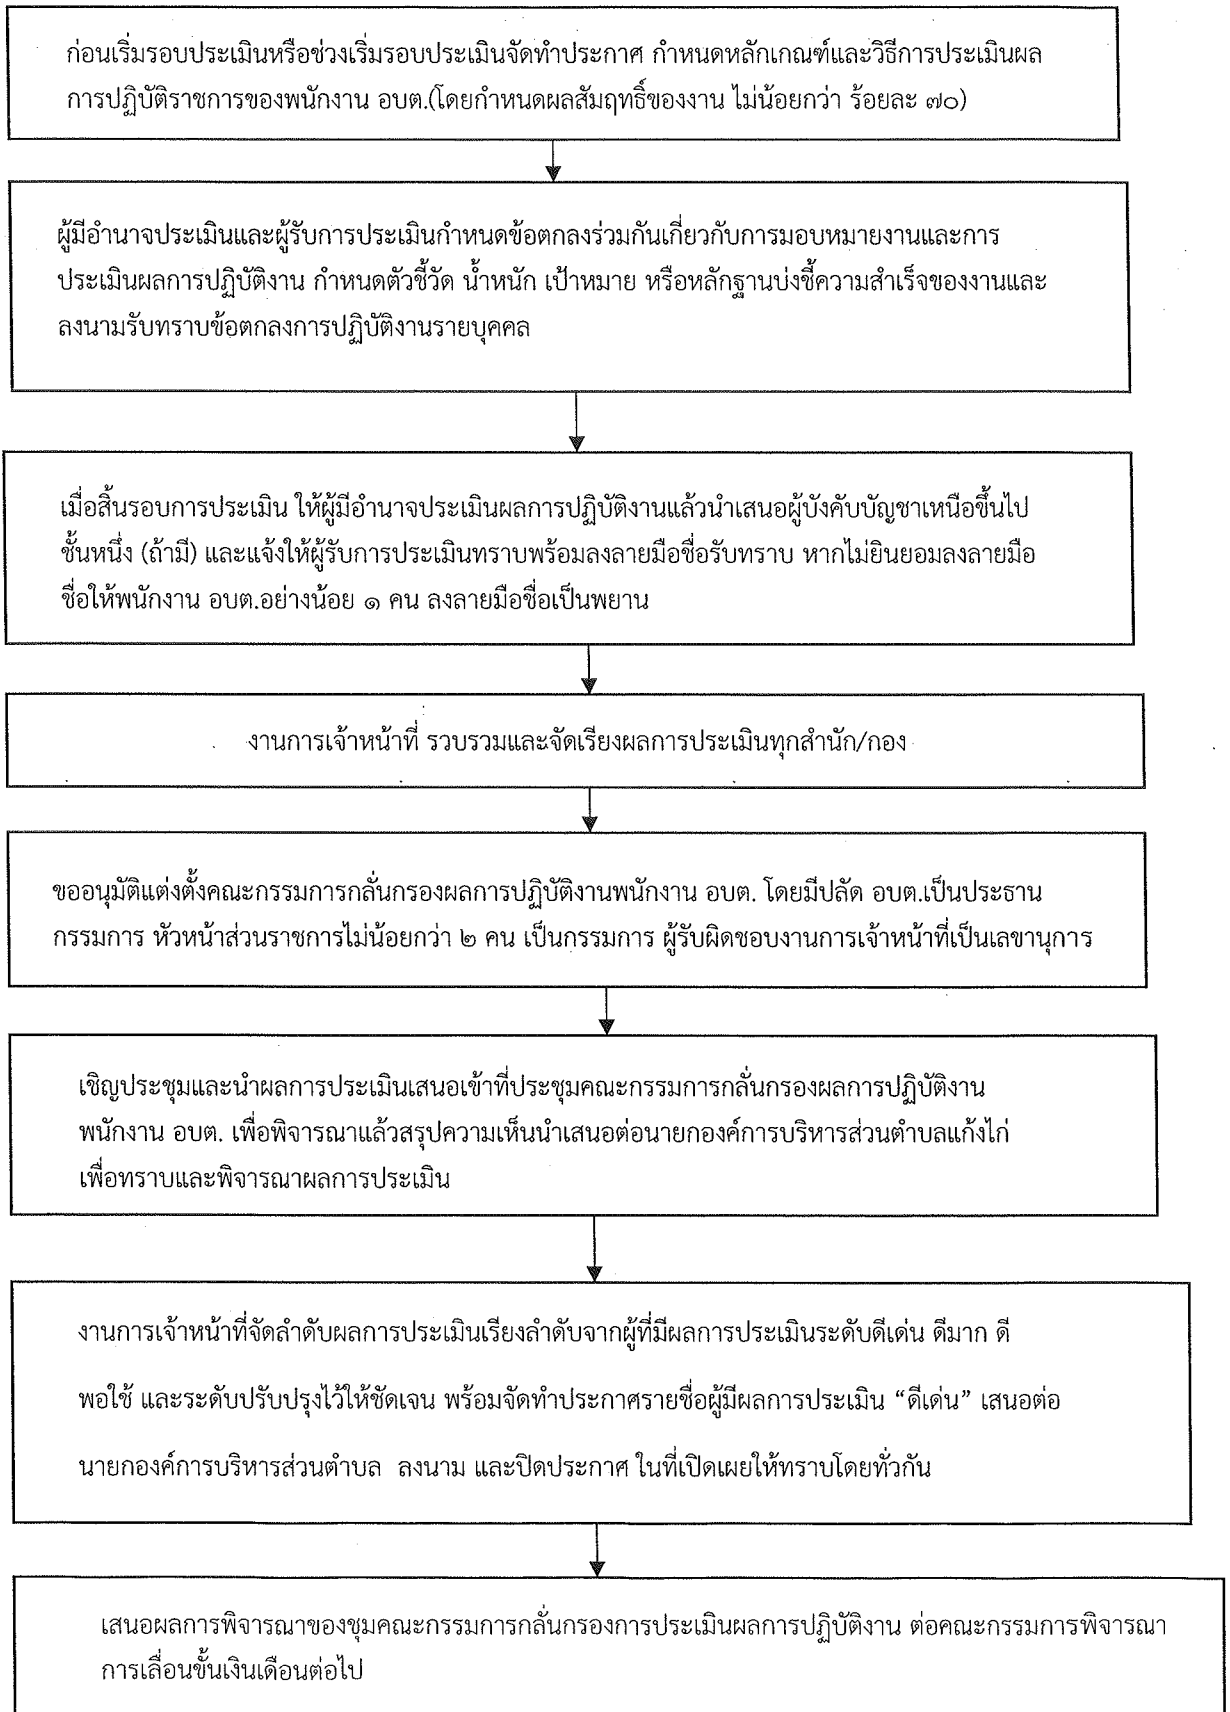 ก่อนเริ่มรอบประเมินหรือช่วงเริ่มรอบประเมินจัดทำประกาศ กำหนดหลักเกณฑ์และวิธีการประเมินผล
การปฏิบัติราชการของพนักงาน อบต.(โดยกำหนดผลสัมฤทธิ์ของงาน ไม่น้อยกว่า ร้อยละ ๗๐)
ผู้มีอำนาจประเมินและผู้รับการประเมินกำหนดข้อตกลงร่วมกันเกี่ยวกับการมอบหมายงานและการ
ประเมินผลการปฏิบัติงาน กำหนดตัวชี้วัด น้ำหนัก เป้าหมาย หรือหลักฐานบ่งชี้ความสำเร็จของงานและ
ลงนามรับทราบข้อตกลงการปฏิบัติงานรายบุคคล
เมื่อสิ้นรอบการประเมิน ให้ผู้มีอำนาจประเมินผลการปฏิบัติงานแล้วนำเสนอผู้บังคับบัญชาเหนือขึ้นไป
ชั้นหนึ่ง (ถ้ามี) และแจ้งให้ผู้รับการประเมินทราบพร้อมลงลายมือชื่อรับทราบ หากไม่ยินยอมลงลายมือ
ชื่อให้พนักงาน อบต.อย่างน้อย ๑ คน ลงลายมือชื่อเป็นพยาน
งานการเจ้าหน้าที่ รวบรวมและจัดเรียงผลการประเมินทุกสำนัก/กอง
ขออนุมัติแต่งตั้งคณะกรรมการกลั่นกรองผลการปฏิบัติงานพนักงาน อบต. โดยมีปลัด อบต.เป็นประธาน
กรรมการ หัวหน้าส่วนราชการไม่น้อยกว่า ๒ คน เป็นกรรมการ ผู้รับผิดชอบงานการเจ้าหน้าที่เป็นเลขานุการ
เชิญประชุมและนำผลการประเมินเสนอเข้าที่ประชุมคณะกรรมการกลั่นกรองผลการปฏิบัติงาน
พนักงาน อบต. เพื่อพิจารณาแล้วสรุปความเห็นนำเสนอต่อนายกองค์การบริหารส่วนตำบลแก้งไก่
เพื่อทราบและพิจารณาผลการประเมิน
งานการเจ้าหน้าที่จัดลำดับผลการประเมินเรียงลำดับจากผู้ที่มีผลการประเมินระดับดีเด่น ดีมาก ดี
พอใช้ และระดับปรับปรุงไว้ให้ชัดเจน พร้อมจัดทำประกาศรายชื่อผู้มีผลการประเมิน “ดีเด่น” เสนอต่อ
นายกองค์การบริหารส่วนตำบล ลงนาม และปิดประกาศ ในที่เปิดเผยให้ทราบโดยทั่วกัน
เสนอผลการพิจารณาของชุมคณะกรรมการกลั่นกรองการประเมินผลการปฏิบัติงาน ต่อคณะกรรมการพิจารณา
การเลื่อนขั้นเงินเดือนต่อไป